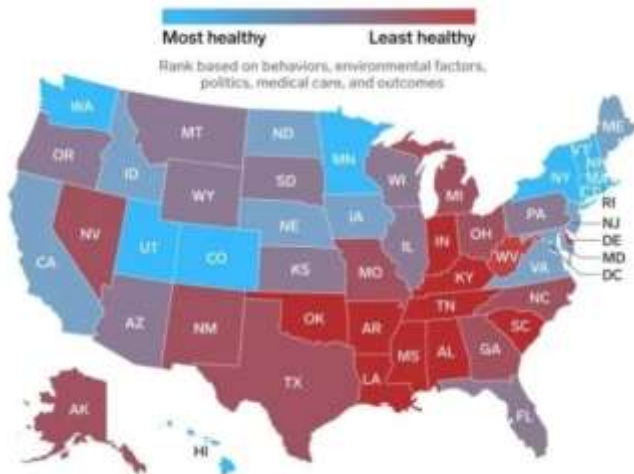 Most healthy Least healthy
Rank based on behaviors, environmental factors,
politics, medical care, and outcomes
WA
MT
ND
MN
ME
VT
NH
OR
ID
WY
SD
WI
MI
NY
MA
CT
RI
NV
UT
CO
NE
IA
IL
IN
OH
PA
NJ
DE
MD
DC
CA
KS
MO
KY
WV
VA
AZ
NM
OK
AR
TN
NC
SC
TX
LA
MS
AL
GA
FL
AK
HI